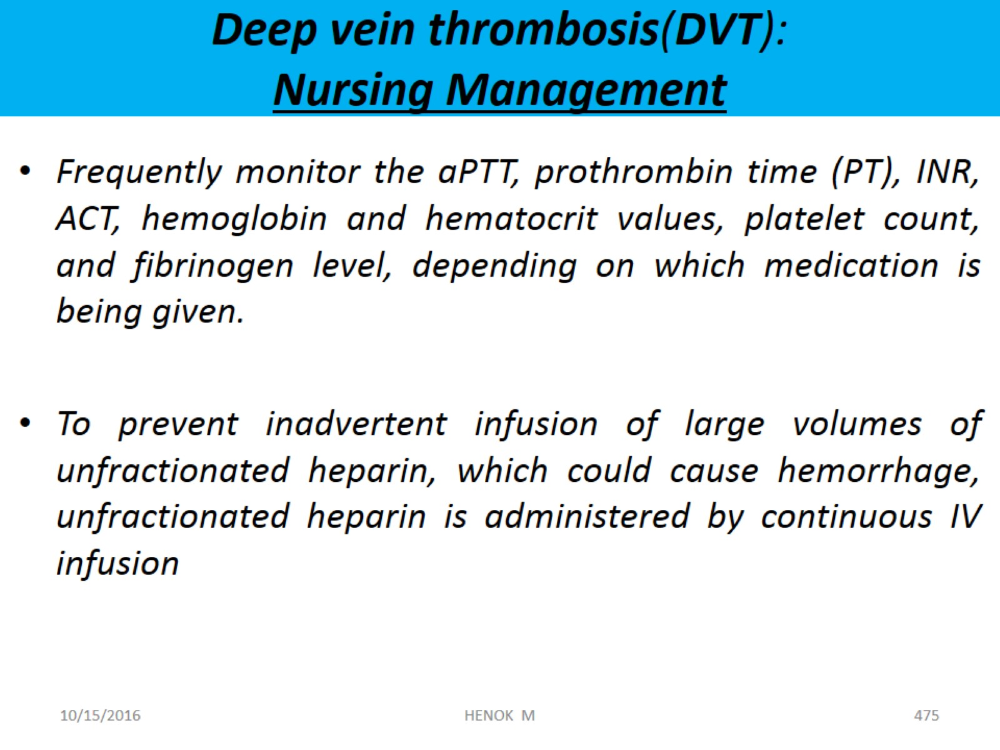 Deep vein thrombosis(DVT):
Nursing Management
• Frequently monitor the aPTT, prothrombin time (PT), INR,
ACT, hemoglobin and hematocrit values, platelet count,
and fibrinogen level, depending on which medication is
being given.
• To prevent inadvertent infusion of large volumes of
unfractionated heparin, which could cause hemorrhage,
unfractionated heparin is administered by continuous IV
infusion
10/15/2016
HENOK M
475